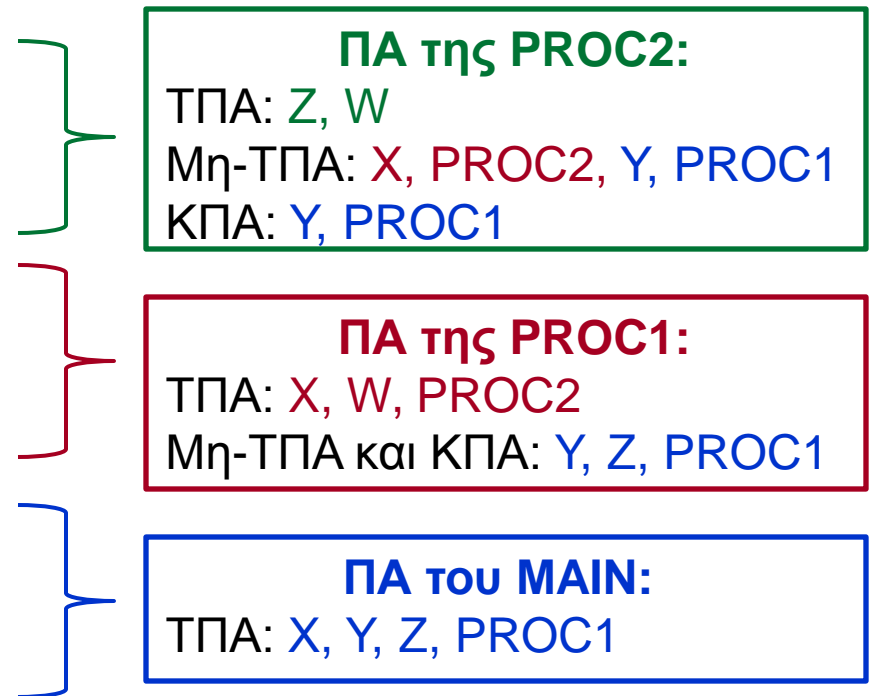 ΠΑ της PROC2:
ΤΠΑ: Z, W
Μη-ΤΠΑ: X, PROC2, Y, PROC1
ΚΠΑ: Y, PROC1
ΠΑ της PROC1:
ΤΠΑ: X, W, PROC2
Μη-ΤΠΑ και ΚΠΑ: Y, Z, PROC1
ΠΑ του MAIN:
ΤΠΑ: X, Y, Z, PROC1